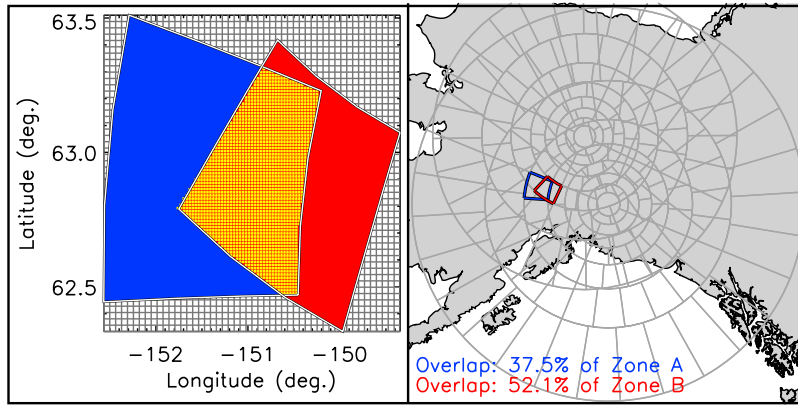 63.5
63.0
62.5
Latitude (deg.)
−152 −151 −150
Longitude (deg.)
Overlap: 37.5% of Zone A
Overlap: 52.1% of Zone B